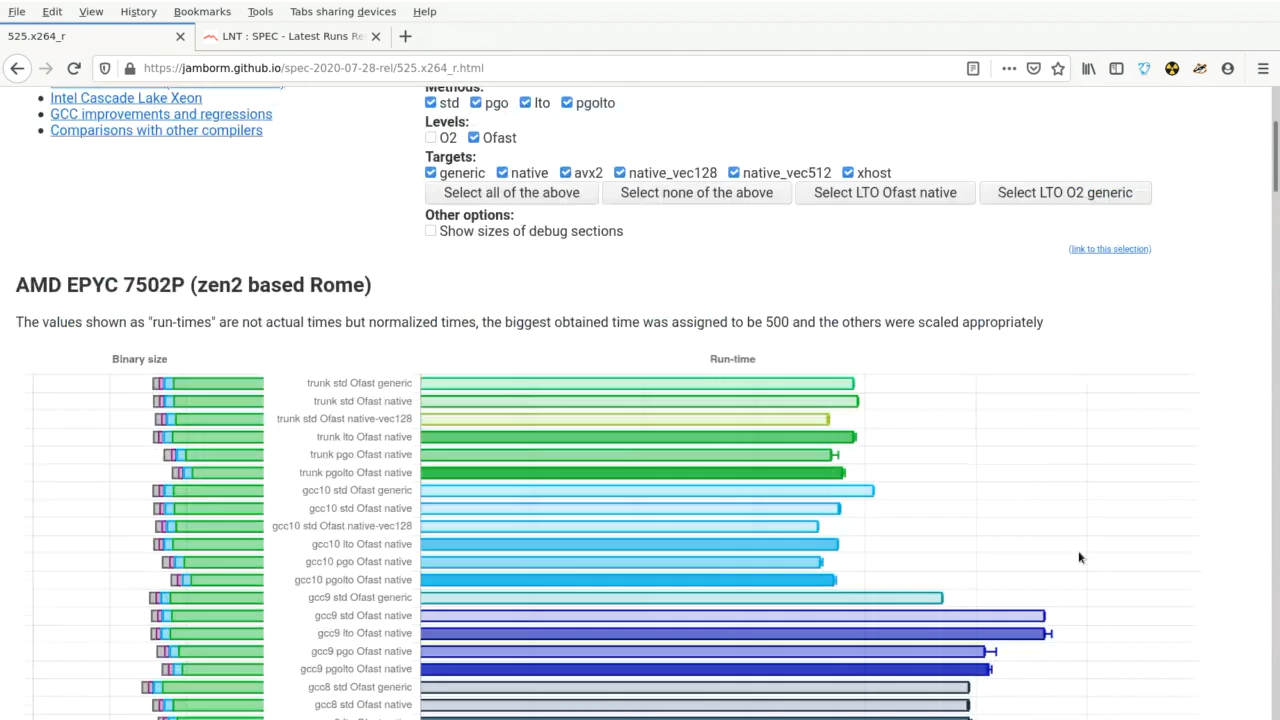 File Edit View History Bookmarks Tools Tabs sharing devices Help
525.x264_r LNT : SPEC - Latest Runs Re
https://jamborm.github.io/spec-2020-07-28-rel/525.x264_r.html
Methods:
Intel Cascade Lake Xeon
std pgo lto pgolto
GCC improvements and regressions
Levels:
Comparisons with other compilers
O2 Ofast
Targets:
generic native avx2 native_vec128 native_vec512 xhost
Select all of the above Select none of the above Select LTO Ofast native Select LTO O2 generic
Other options:
Show sizes of debug sections
(link to this selection)
AMD EPYC 7502P (zen2 based Rome)
The values shown as "run-times" are not actual times but normalized times, the biggest obtained time was assigned to be 500 and the others were scaled appropriately
Binary size Run-time
trunk std Ofast generic
trunk std Ofast native
trunk std Ofast native-vec128
trunk lto Ofast native
trunk pgo Ofast native
trunk pgolto Ofast native
gcc10 std Ofast generic
gcc10 std Ofast native
gcc10 std Ofast native-vec128
gcc10 lto Ofast native
gcc10 pgo Ofast native
gcc10 pgolto Ofast native
gcc9 std Ofast generic
gcc9 std Ofast native
gcc9 lto Ofast native
gcc9 pgo Ofast native
gcc9 pgolto Ofast native
gcc8 std Ofast generic
gcc8 std Ofast native